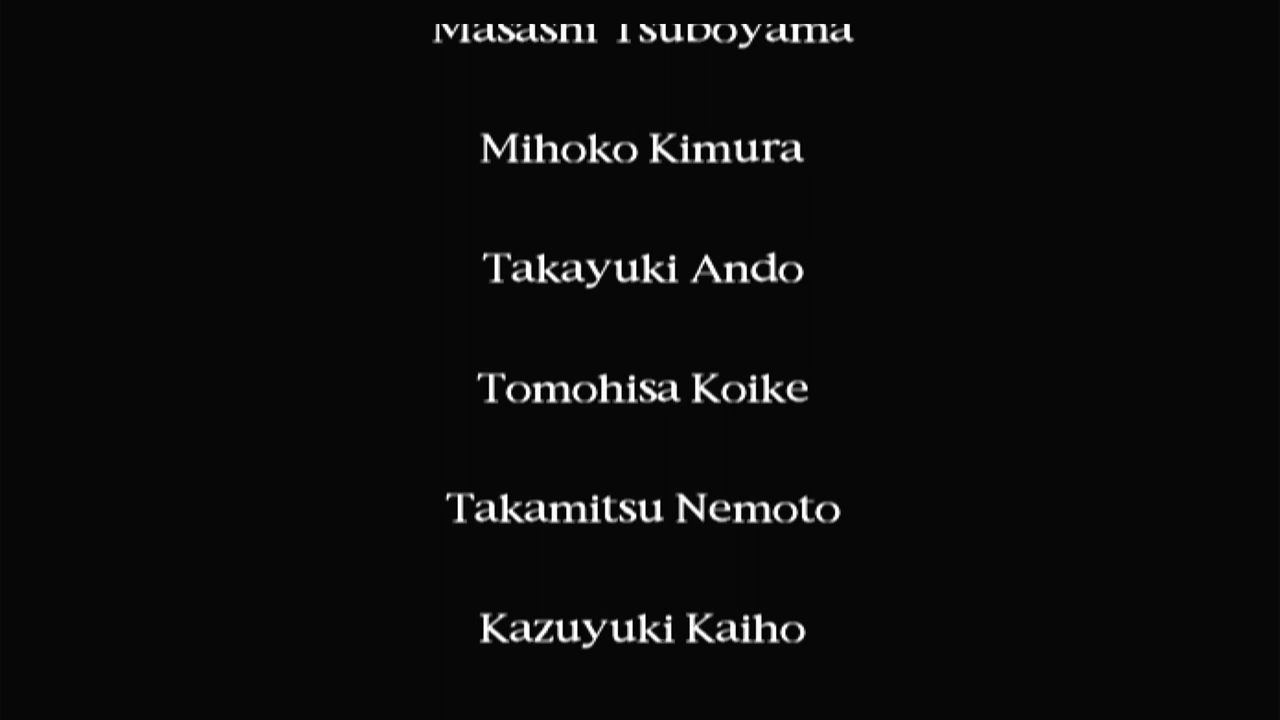 Masashi Tsuboyama
Mihoko Kimura
Takayuki Ando
Tomohisa Koike
Takamitsu Nemoto
Kazuyuki Kaiho